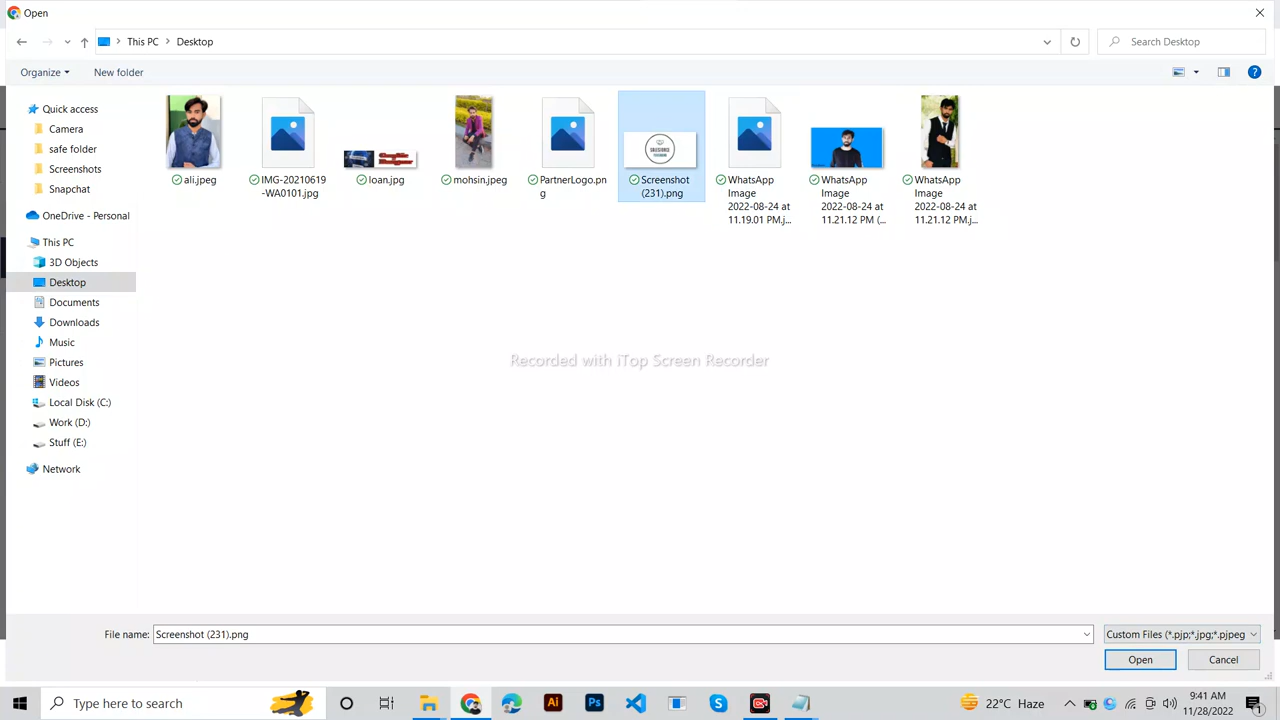 Open
This PC
Desktop
Search Desktop
Organize
New folder
Quick access
Camera
safe folder
Screenshots
Snapchat
OneDrive - Personal
This PC
3D Objects
Desktop
Documents
Downloads
Music
Pictures
Videos
Local Disk (C:)
Work (D:)
Stuff (E:)
Network
ali.jpeg
IMG-20210619
-WA0101.jpg
loan.jpg
mohsin.jpeg
PartnerLogo.pn
g
SALESFORCE
Screenshot
(231).png
WhatsApp
Image
2022-08-24 at
11.19.01 PM.j...
WhatsApp
Image
2022-08-24 at
11.21.12 PM (...
WhatsApp
Image
2022-08-24 at
11.21.12 PM.j...
Recorded with iTop Screen Recorder
File name:
Screenshot (231).png
Custom Files (*.pjp;*.jpg;*.pjpeg
Open
Cancel
Type here to search
Ai
Ps
S
22°C Haze
9:41 AM
11/28/2022
1